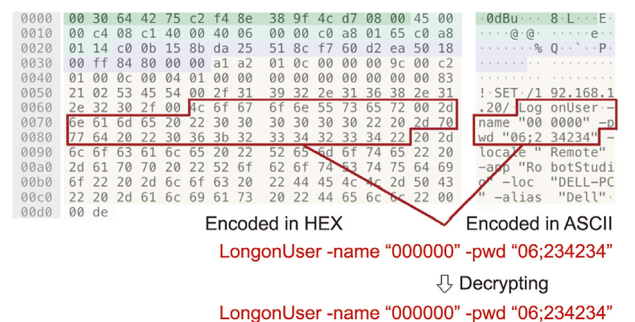 0000 00 30 64 42 75 c2 f4 8e 38 9f 4c d7 08 00 45 00 ·0dBu· ··8·L···E·
0010 00 c4 08 c1 40 00 40 06 00 00 c0 a8 01 65 c0 a8 ····@·@· ·····e··
0020 01 14 c0 0b 15 8b da 25 51 8c f7 60 d2 ea 50 18 ·······% Q··`··P·
0030 00 ff 84 80 00 00 a1 a2 01 0c 00 00 00 9c 00 c2
0040 01 00 0c 00 04 01 00 00 00 00 00 00 00 00 00 83
0050 21 02 53 45 54 00 2f 31 39 32 2e 31 36 38 2e 31 !·SET·/1 92.168.1
0060 2e 32 30 2f 00 4c 6f 67 6f 6e 55 73 65 72 00 2d .20/·Log onUser·-
0070 6e 61 6d 65 20 22 30 30 30 30 30 30 22 20 2d 70 name "00 0000" -p
0080 77 64 20 22 30 36 3b 32 33 34 32 33 34 22 20 2d wd "06;2 34234" -
0090 6c 6f 63 61 6c 65 20 22 52 65 6d 6f 74 65 22 20 locale " Remote"
00a0 2d 61 70 70 20 22 52 6f 62 6f 74 53 74 75 64 69 -app "Ro botStudi
00b0 6f 22 20 2d 6c 6f 63 20 22 44 45 4c 4c 2d 50 43 o" -loc "DELL-PC
00c0 22 20 2d 61 6c 69 61 73 20 22 44 65 6c 6c 22 00 " -alias "Dell"·
00d0 00 de
Encoded in HEX Encoded in ASCII
LongonUser -name “000000” -pwd “06;234234”
Decrypting
LongonUser -name “000000” -pwd “06;234234”